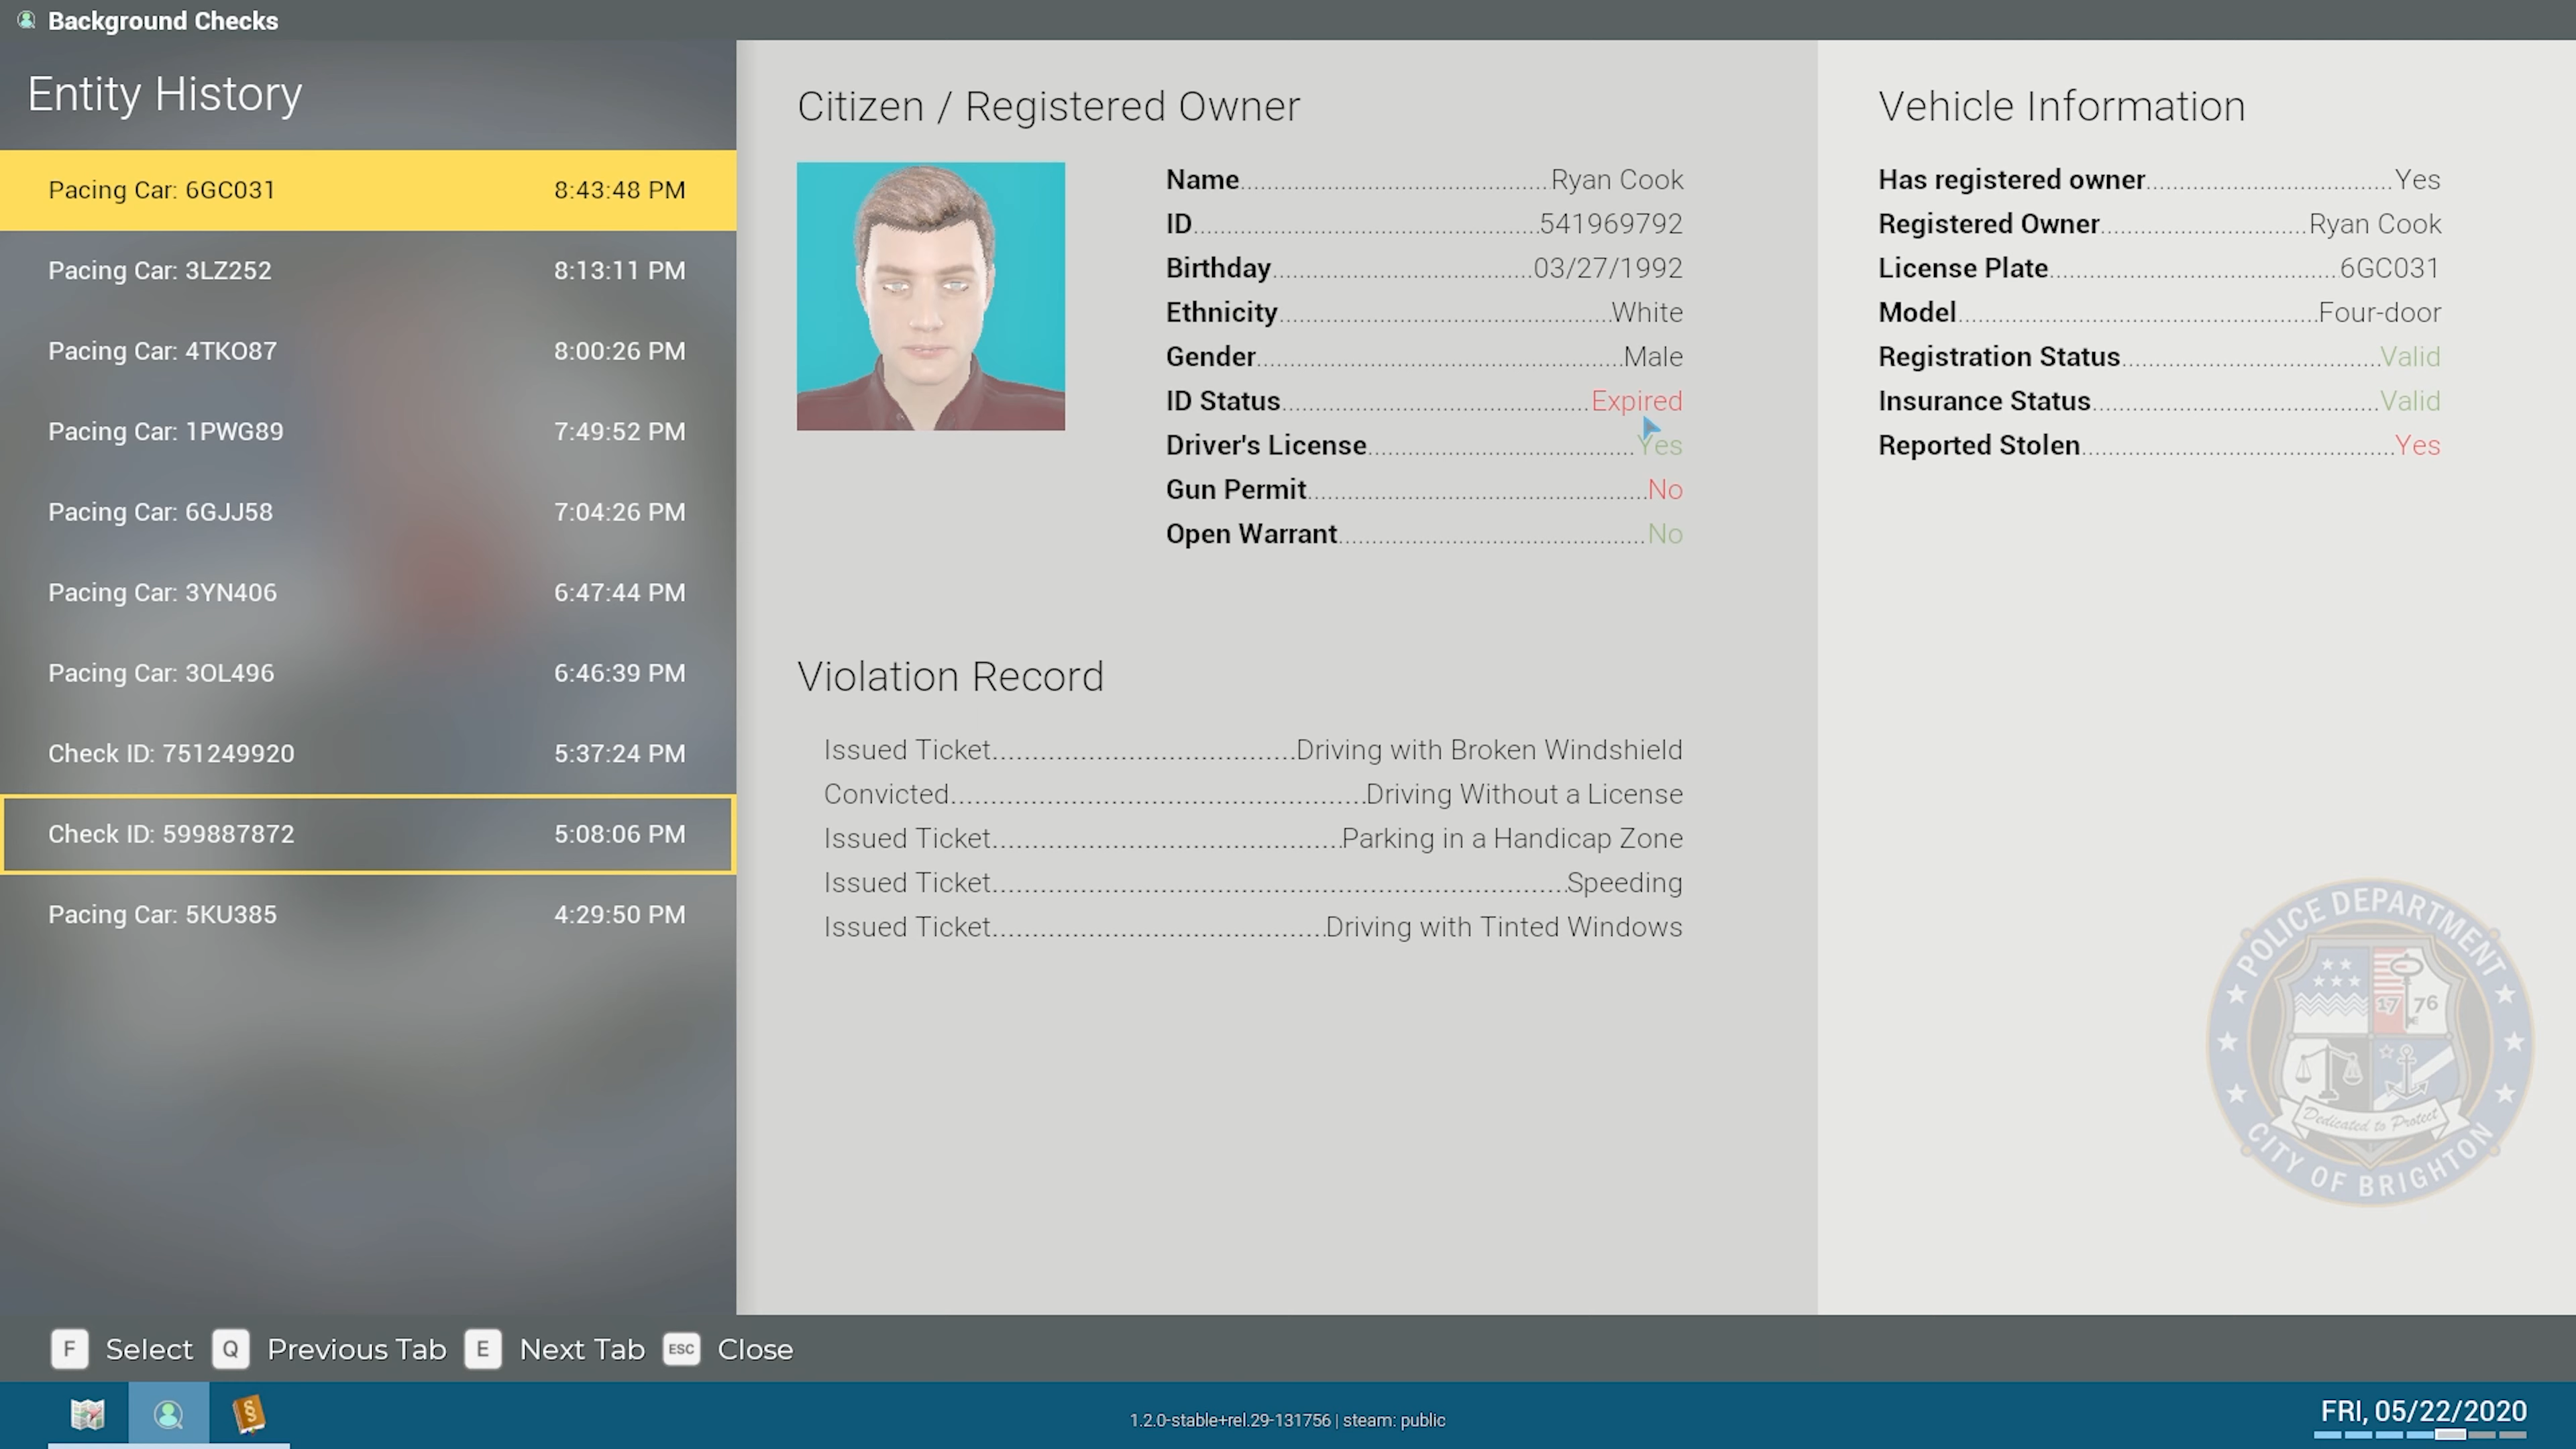 Background Checks
Entity History
Pacing Car: 6GC031 8:43:48 PM
Pacing Car: 3LZ252 8:13:11 PM
Pacing Car: 4TKO87 8:00:26 PM
Pacing Car: 1PWG89 7:49:52 PM
Pacing Car: 6GJJ58 7:04:26 PM
Pacing Car: 3YN406 6:47:44 PM
Pacing Car: 3OL496 6:46:39 PM
Check ID: 751249920 5:37:24 PM
Check ID: 599887872 5:08:06 PM
Pacing Car: 5KU385 4:29:50 PM
Citizen / Registered Owner
Name Ryan Cook
ID 541969792
Birthday 03/27/1992
Ethnicity White
Gender Male
ID Status Expired
Driver's License Yes
Gun Permit No
Open Warrant No
Violation Record
Issued Ticket Driving with Broken Windshield
Convicted Driving Without a License
Issued Ticket Parking in a Handicap Zone
Issued Ticket Speeding
Issued Ticket Driving with Tinted Windows
Vehicle Information
Has registered owner Yes
Registered Owner Ryan Cook
License Plate 6GC031
Model Four-door
Registration Status Valid
Insurance Status Valid
Reported Stolen Yes
POLICE DEPARTMENT
17 76
Dedicated to Protect
CITY OF BRIGHTON
F Select Q Previous Tab E Next Tab ESC Close
§
1.2.0-stable+rel.29-131756 | steam: public
FRI, 05/22/2020